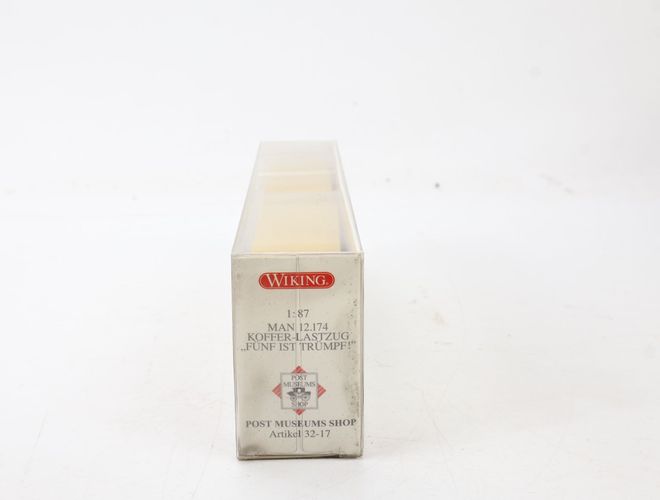 WIKING
1:87
MAN 12.174
KOFFER-LASTZUG
„FÜNF IST TRÜMPF!"
POST
MUSEUMS
SHOP
POST MUSEUMS SHOP
Artikel 32-17